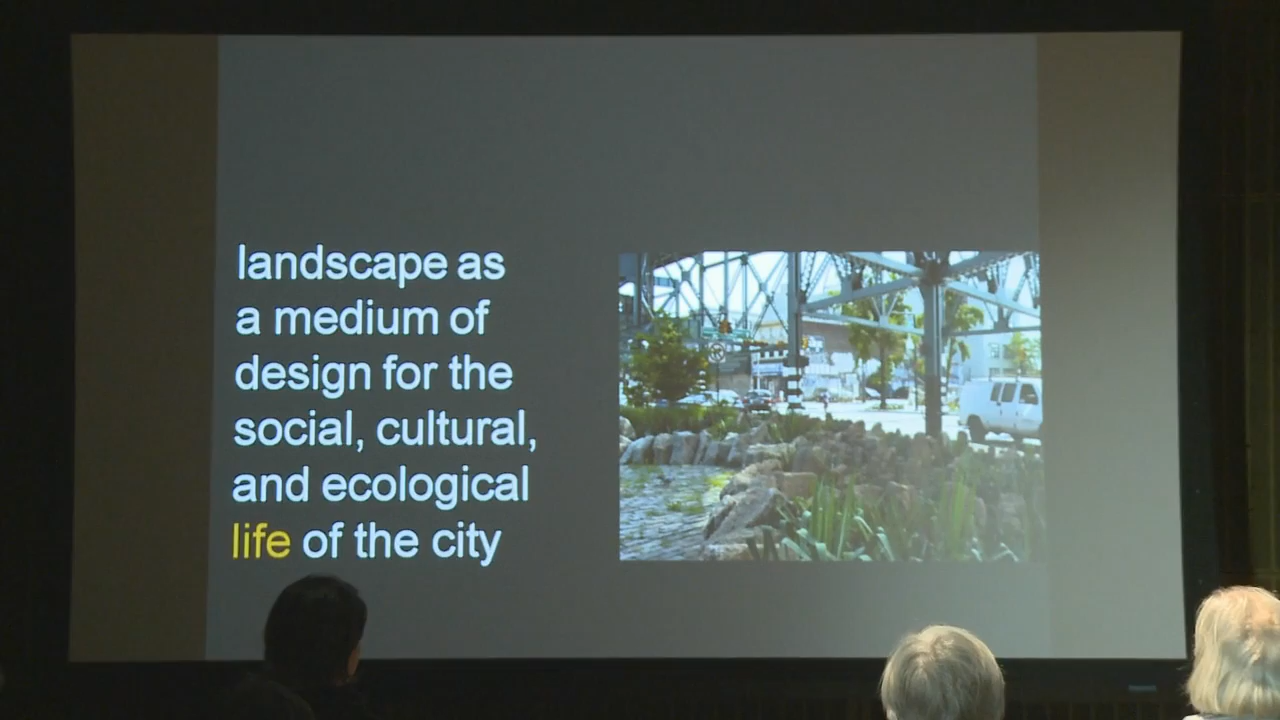 landscape as
a medium of
design for the
social, cultural,
and ecological
life of the city